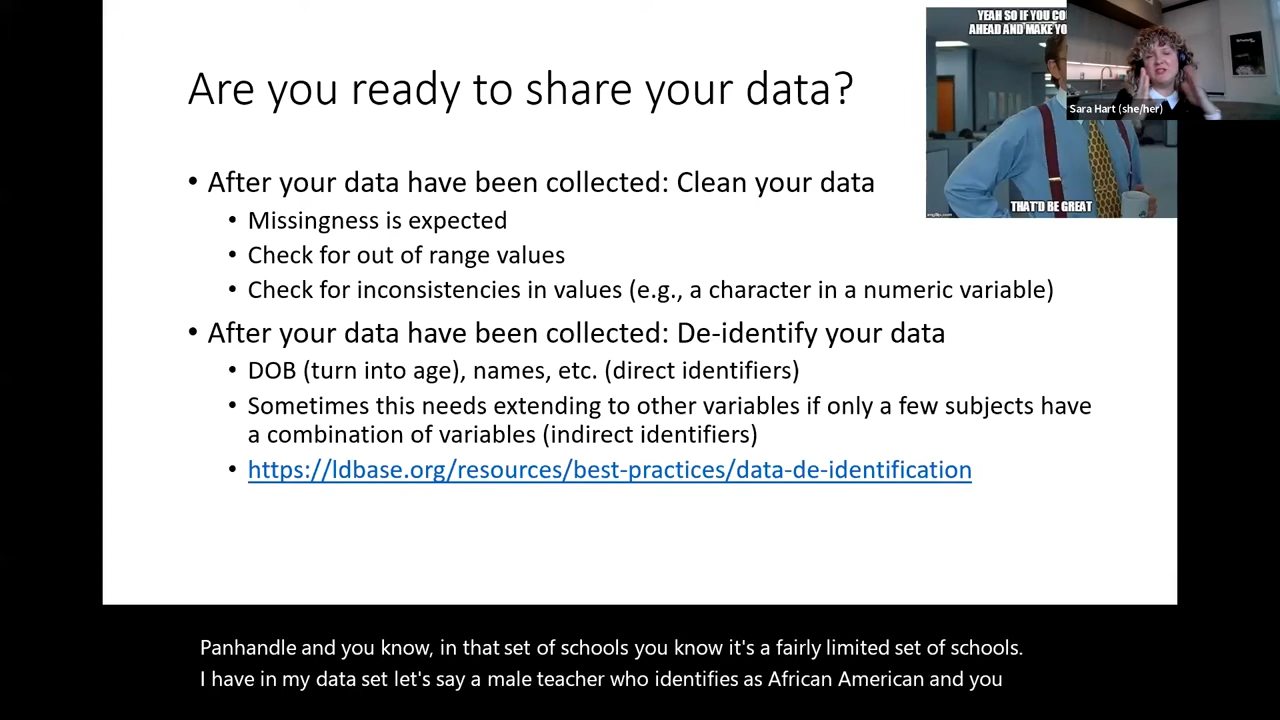 YEAH SO IF YOU CO
AHEAD AND MAKE YO
Sara Hart (she/her)
Are you ready to share your data?
THAT'D BE GREAT
imgflip.com
• After your data have been collected: Clean your data
• Missingness is expected
• Check for out of range values
• Check for inconsistencies in values (e.g., a character in a numeric variable)
• After your data have been collected: De-identify your data
• DOB (turn into age), names, etc. (direct identifiers)
• Sometimes this needs extending to other variables if only a few subjects have
a combination of variables (indirect identifiers)
• https://ldbase.org/resources/best-practices/data-de-identification
Panhandle and you know, in that set of schools you know it's a fairly limited set of schools.
I have in my data set let's say a male teacher who identifies as African American and you